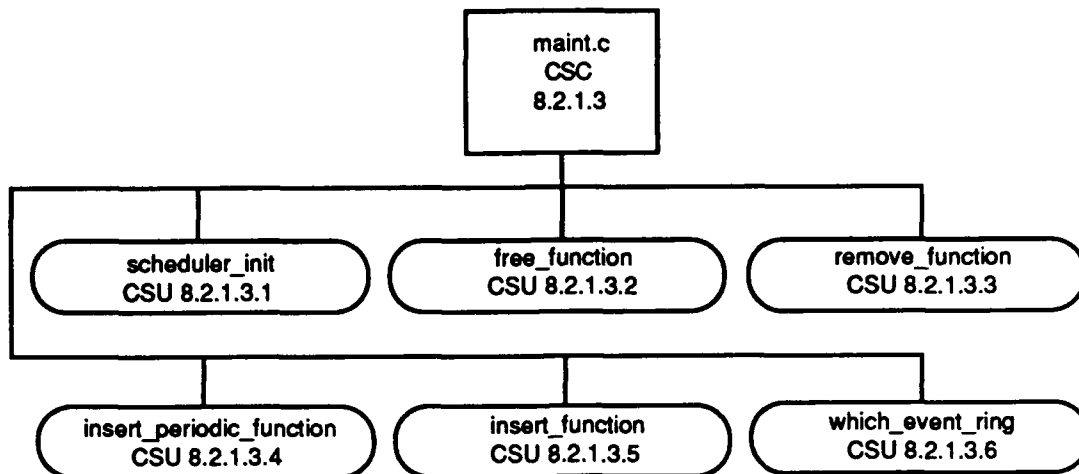 maint.c
CSC
8.2.1.3
scheduler_init
CSU 8.2.1.3.1
free_function
CSU 8.2.1.3.2
remove_function
CSU 8.2.1.3.3
insert_periodic_function
CSU 8.2.1.3.4
insert_function
CSU 8.2.1.3.5
which_event_ring
CSU 8.2.1.3.6